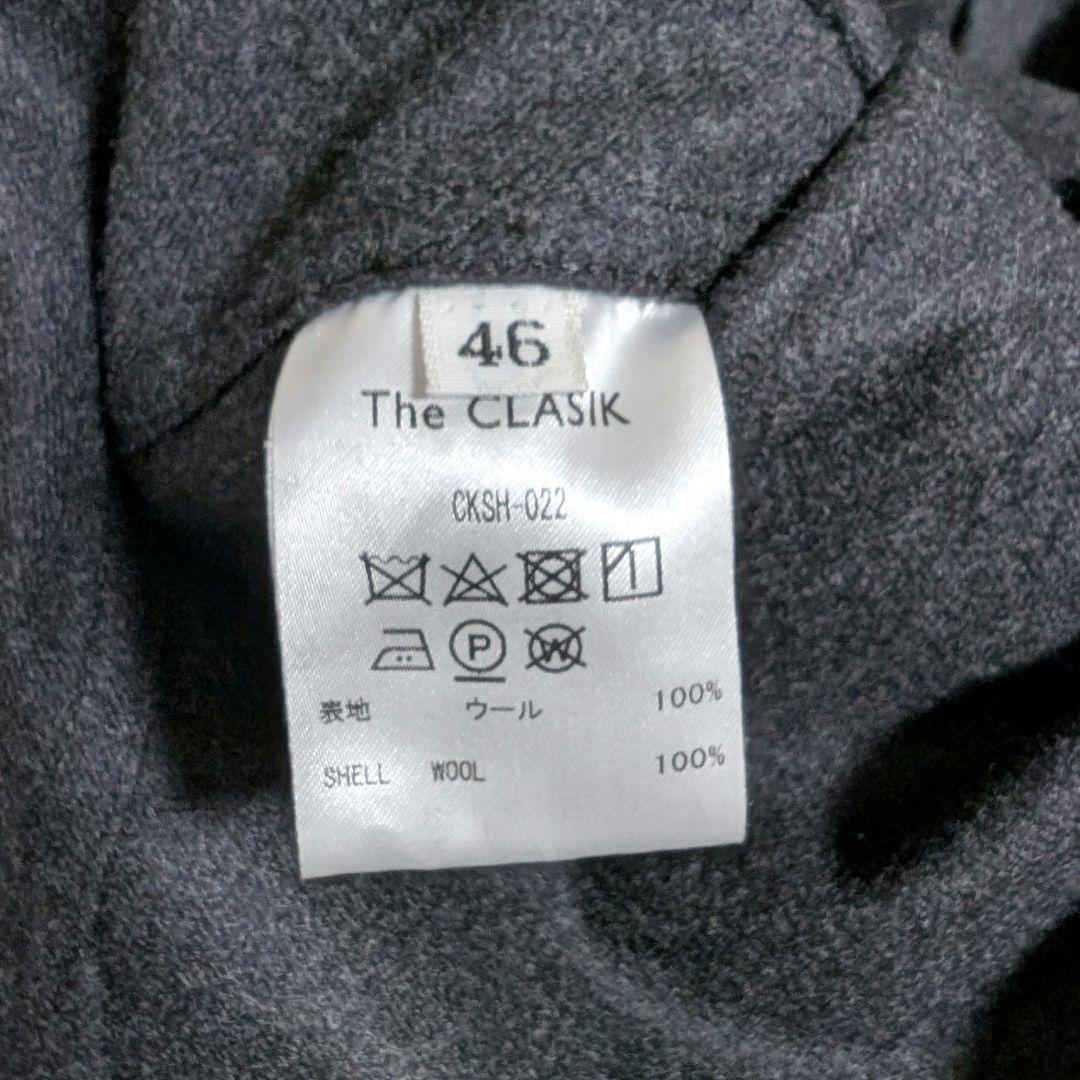 46
The CLASIK
CKSH-022
P W
表地 ウール 100%
SHELL WOOL 100%